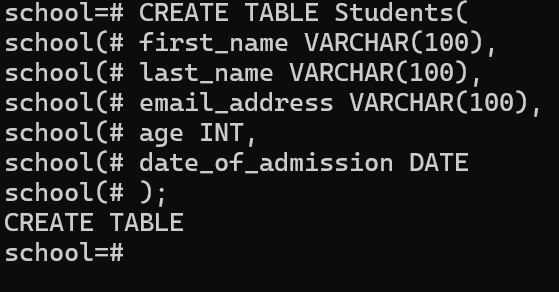 school=# CREATE TABLE Students(
school(# first_name VARCHAR(100),
school(# last_name VARCHAR(100),
school(# email_address VARCHAR(100),
school(# age INT,
school(# date_of_admission DATE
school(# );
CREATE TABLE
school=#